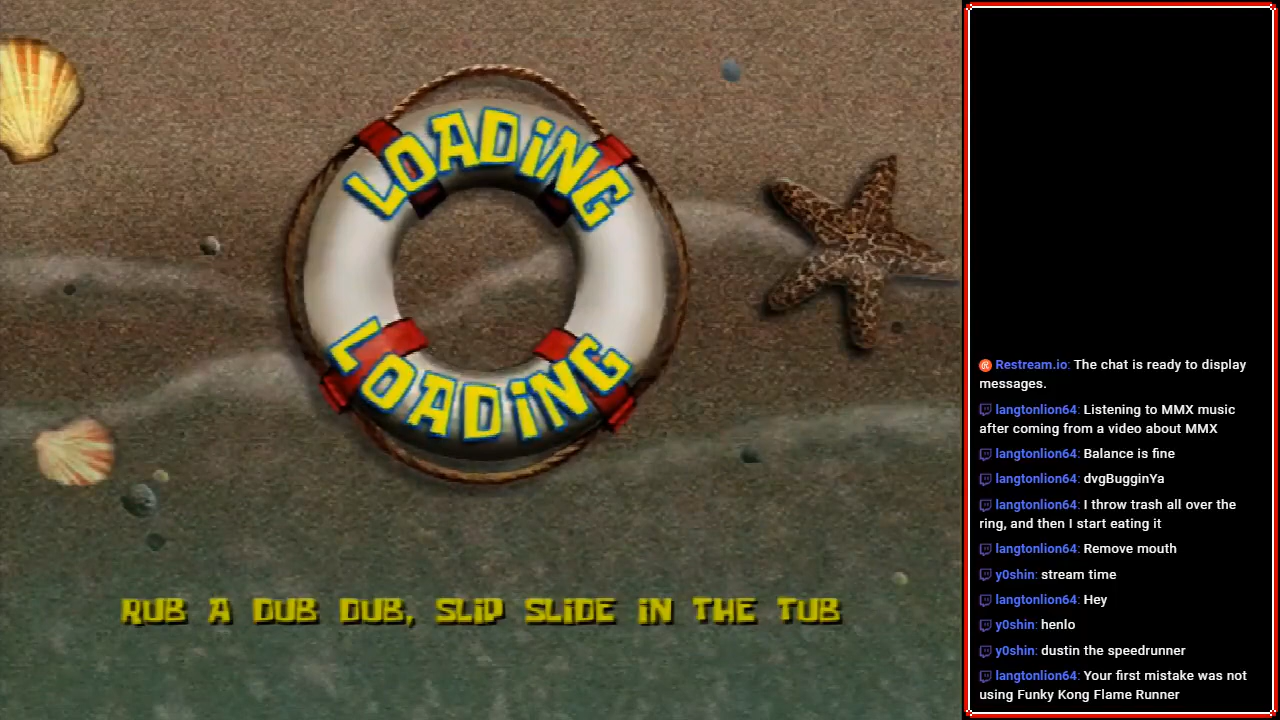 LOADING
LOADING
RUB A DUB DUB, SLIP SLIDE IN THE TUB
Restream.io: The chat is ready to display
messages.
langtonlion64: Listening to MMX music
after coming from a video about MMX
langtonlion64: Balance is fine
langtonlion64: dvgBugginYa
langtonlion64: I throw trash all over the
ring, and then I start eating it
langtonlion64: Remove mouth
y0shin: stream time
langtonlion64: Hey
y0shin: henlo
y0shin: dustin the speedrunner
langtonlion64: Your first mistake was not
using Funky Kong Flame Runner